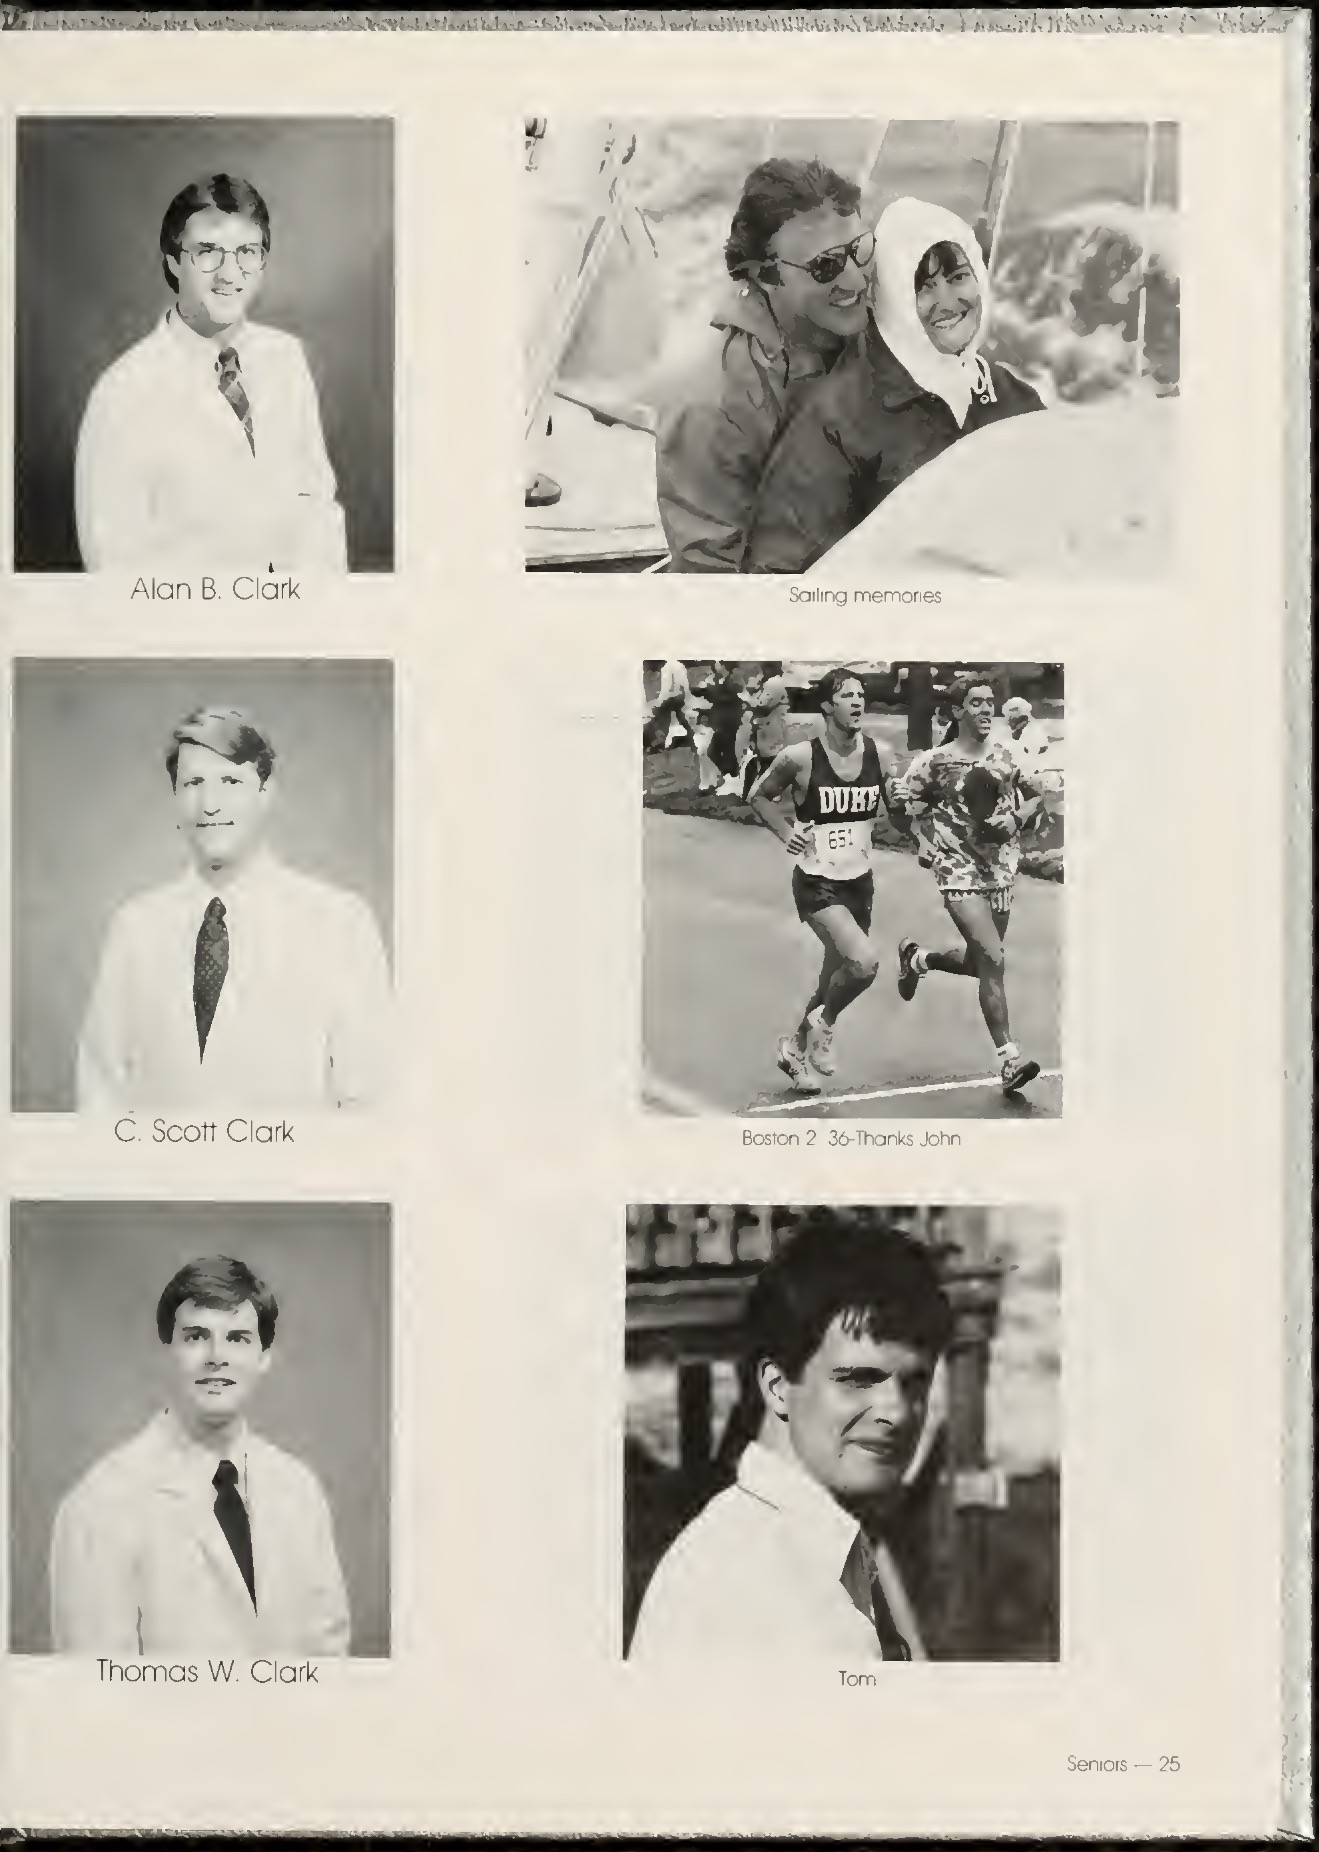 Alan B. Clark
Sailing memories
DUKE
651
C. Scott Clark
Boston 2 36-Thanks John
Thomas W. Clark
Tom
Seniors — 25